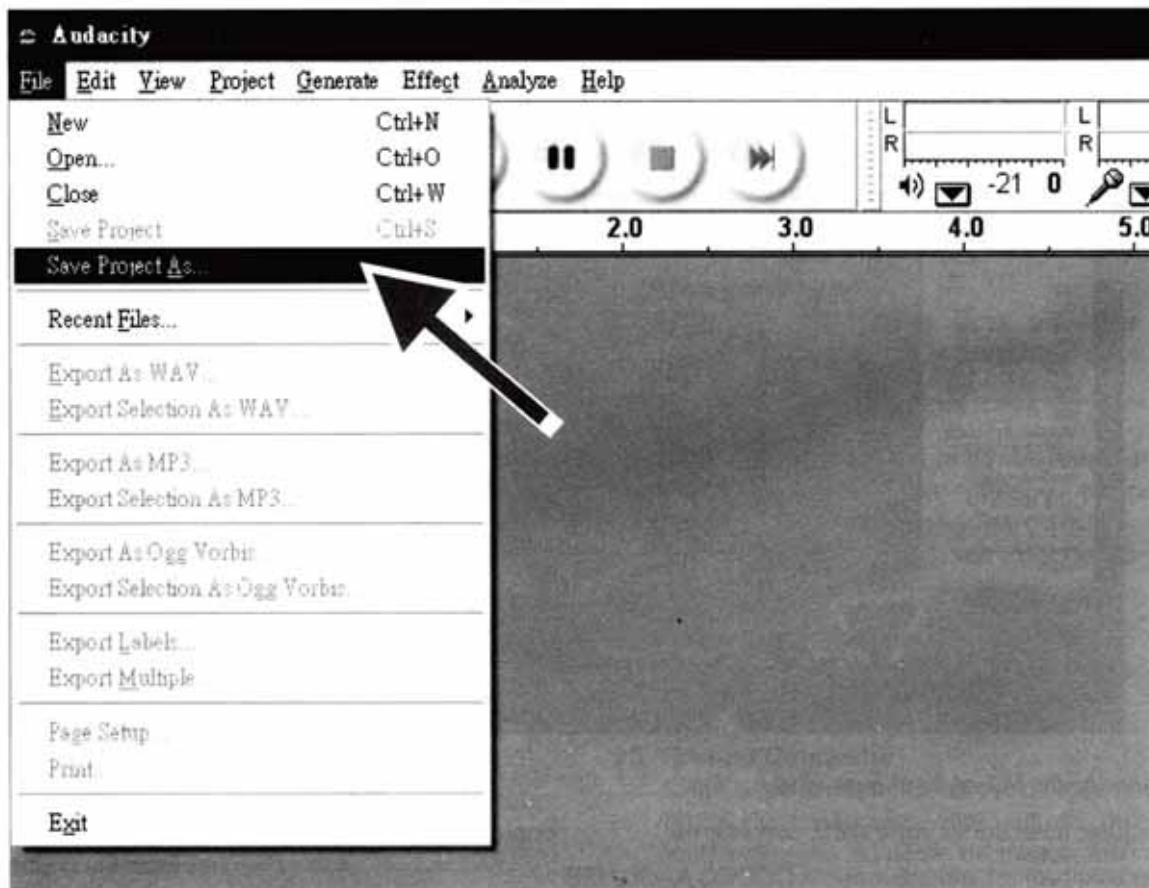 Audacity
File Edit View Project Generate Effect Analyze Help
New Ctrl+N
Open... Ctrl+O
Close Ctrl+W
Save Project Ctrl+S
Save Project As...
Recent Files...
Export As WAV...
Export Selection As WAV...
Export As MP3...
Export Selection As MP3...
Export As Ogg Vorbis
Export Selection As Ogg Vorbis
Export Labels...
Export Multiple
Page Setup...
Print
Exit
L L
R R
-21 0
2.0 3.0 4.0 5.0